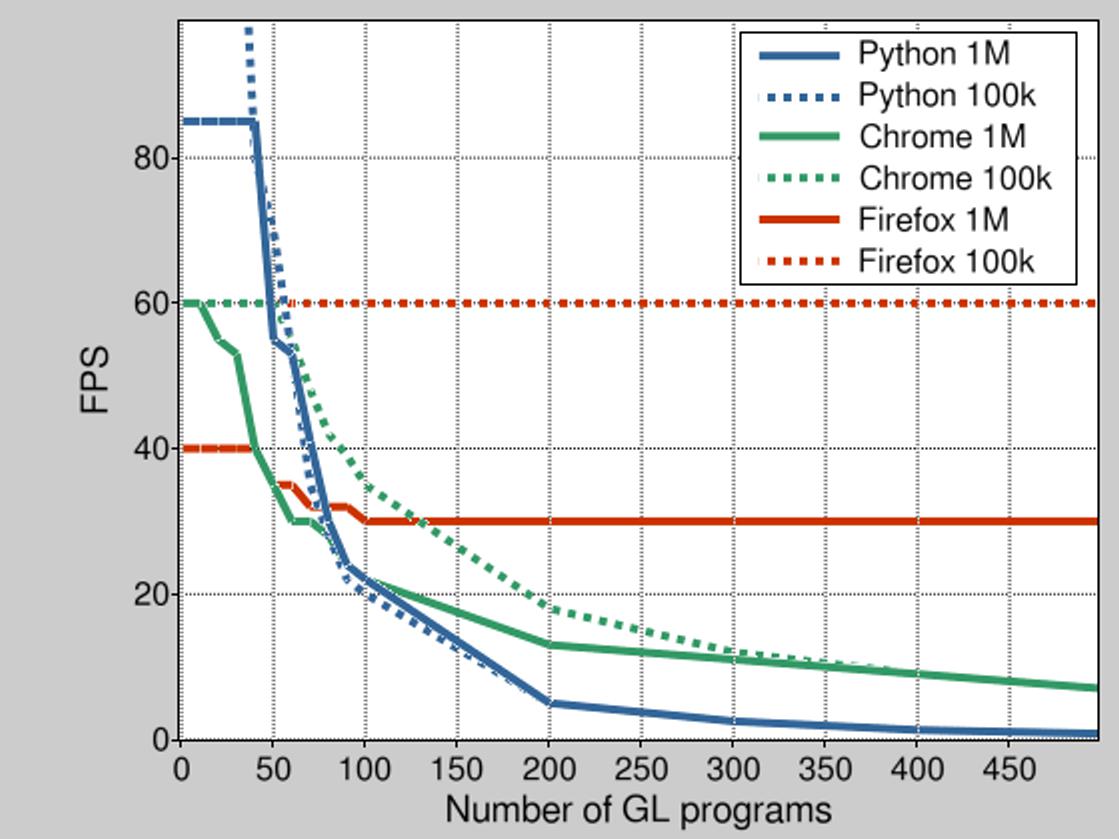 Python 1M
Python 100k
Chrome 1M
Chrome 100k
Firefox 1M
Firefox 100k
80
60
40
20
0
FPS
0 50 100 150 200 250 300 350 400 450
Number of GL programs